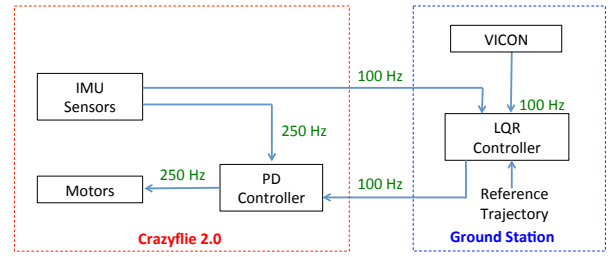 VICON
IMU
Sensors
100 Hz
100 Hz
250 Hz
LQR
Controller
250 Hz
PD
Controller
100 Hz
Motors
Reference
Trajectory
Crazyflie 2.0
Ground Station